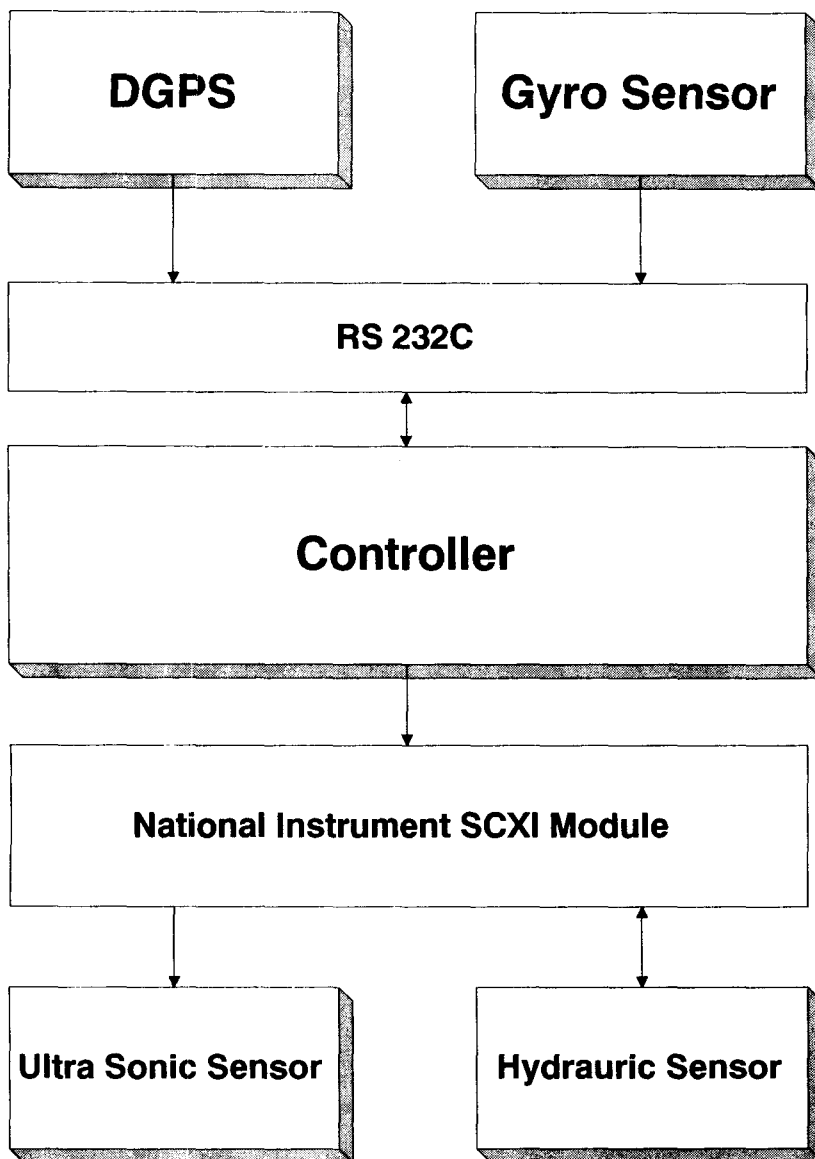 DGPS
Gyro Sensor
RS 232C
Controller
National Instrument SCXI Module
Ultra Sonic Sensor
Hydrauric Sensor